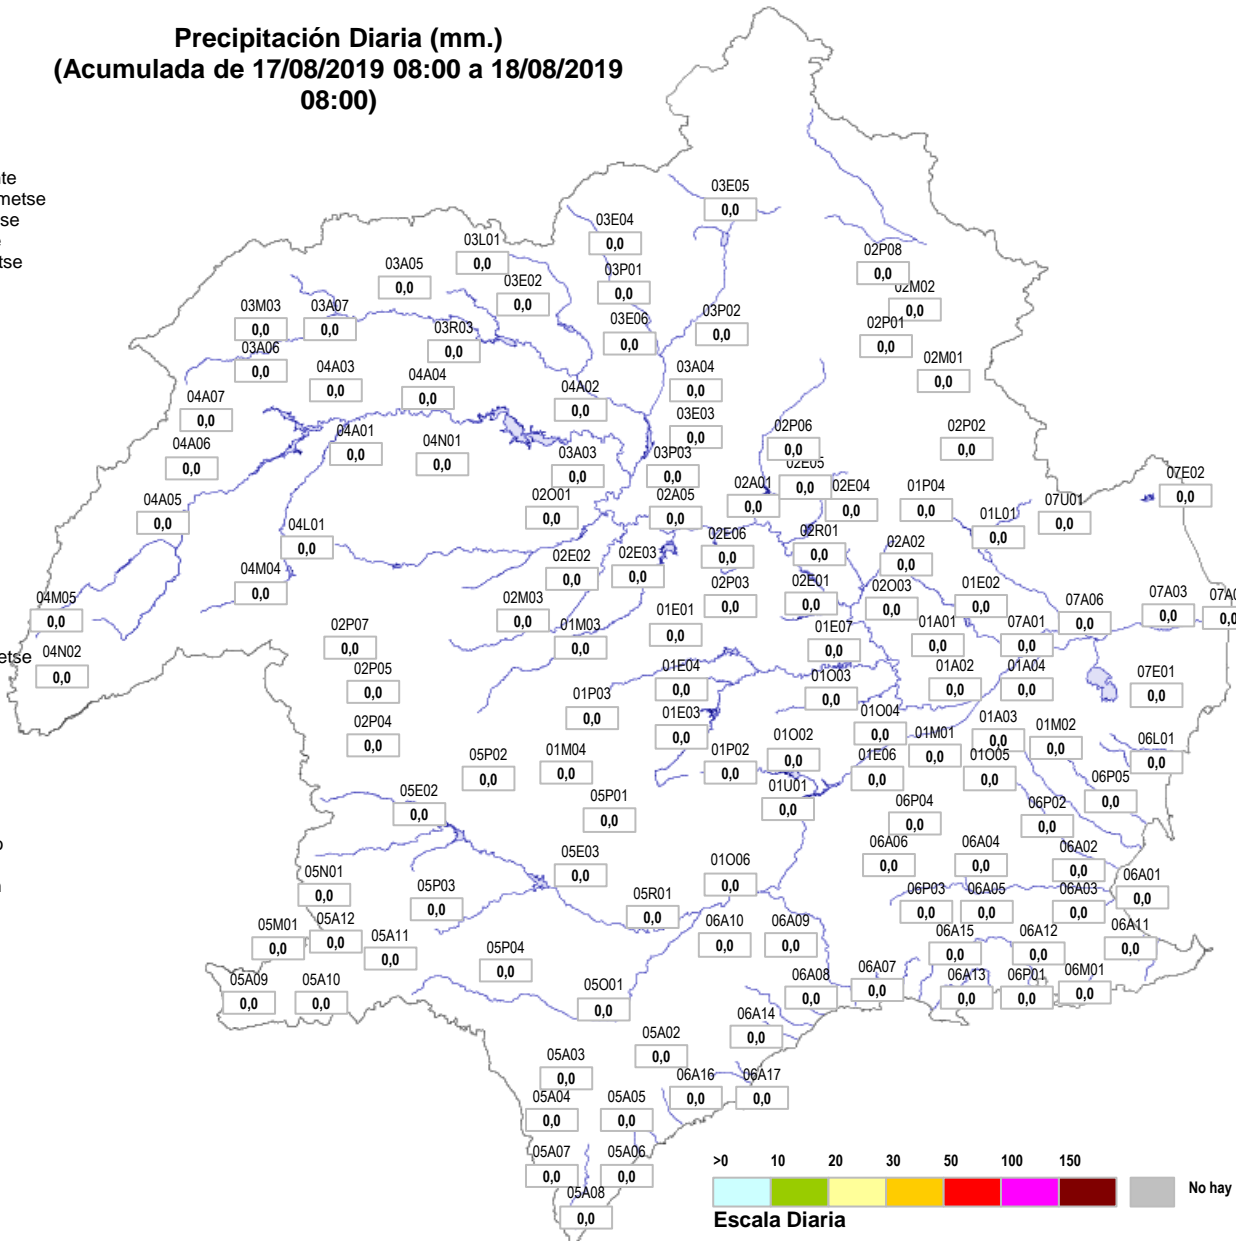 Precipitación Diaria (mm.)
(Acumulada de 17/08/2019 08:00 a 18/08/2019
08:00)
03E05
0,0
03E04
0,0
03L01
0,0
02P08
0,0
03A05
0,0
03P01
0,0
03E02
0,0
02M02
0,0
03M03
0,0
03A07
0,0
03P02
0,0
03R03
0,0
03E06
0,0
02P01
0,0
03A06
0,0
02M01
0,0
04A03
0,0
04A04
0,0
03A04
0,0
04A02
0,0
04A07
0,0
03E03
0,0
04A01
0,0
02P06
0,0
02P02
0,0
04A06
0,0
04N01
0,0
03A03
0,0
03P03
0,0
02E05
0,0
07E02
0,0
04A05
0,0
02O01
0,0
02A05
0,0
02A01
0,0
02E04
0,0
01P04
0,0
07U01
0,0
01L01
0,0
04L01
0,0
02E06
0,0
02R01
0,0
02A02
0,0
02E02
0,0
02E03
0,0
04M04
0,0
02P03
0,0
02E01
0,0
02O03
0,0
01E02
0,0
04M05
0,0
02M03
0,0
07A06
0,0
07A03
0,0
07A0
0,0
02P07
0,0
01M03
0,0
01E01
0,0
01E07
0,0
01A01
0,0
07A01
0,0
etse
04N02
0,0
02P05
0,0
01E04
0,0
01O03
0,0
01A02
0,0
01A04
0,0
07E01
0,0
01P03
0,0
02P04
0,0
01E03
0,0
01O04
0,0
01A03
0,0
01M02
0,0
05P02
0,0
01M04
0,0
01P02
0,0
01O02
0,0
01M01
0,0
01E06
0,0
01O05
0,0
06L01
0,0
05E02
0,0
05P01
0,0
01U01
0,0
06P04
0,0
06P02
0,0
06P05
0,0
05E03
0,0
01O06
0,0
06A06
0,0
06A04
0,0
06A02
0,0
05N01
0,0
05P03
0,0
05R01
0,0
06P03
0,0
06A05
0,0
06A03
0,0
06A01
0,0
05M01
0,0
05A12
0,0
05A11
0,0
05P04
0,0
06A10
0,0
06A09
0,0
06A15
0,0
06A12
0,0
06A11
0,0
05A09
0,0
05A10
0,0
05O01
0,0
06A08
0,0
06A07
0,0
06A13
0,0
06P01
0,0
06M01
0,0
05A02
0,0
06A14
0,0
05A03
0,0
06A16
0,0
06A17
0,0
05A04
0,0
05A05
0,0
05A07
0,0
05A06
0,0
05A08
0,0
>0 10 20 30 50 100 150
No hay
Escala Diaria